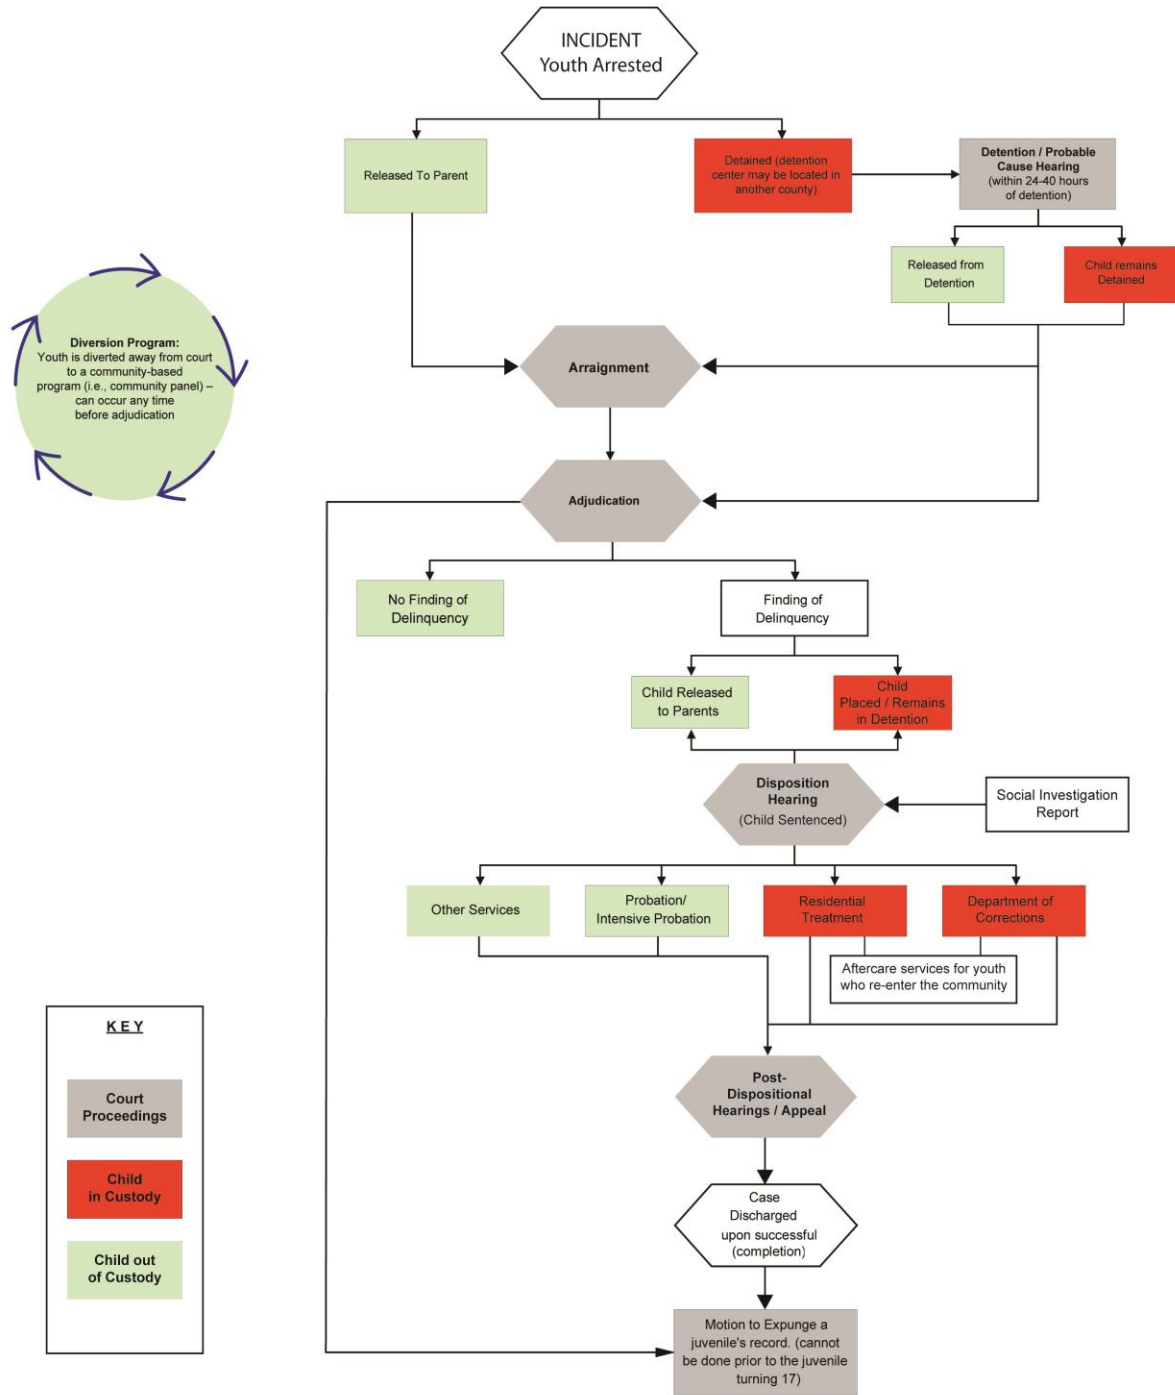 INCIDENT
Youth Arrested
Released To Parent
Detained (detention
center may be located in
another county)
Detention / Probable
Cause Hearing
(within 24-40 hours
of detention)
Released from
Detention
Child remains
Detained
Diversion Program:
Youth is diverted away from court
to a community-based
program (i.e., community panel) –
can occur any time
before adjudication
Arraignment
Adjudication
No Finding of
Delinquency
Finding of
Delinquency
Child Released
to Parents
Child
Placed / Remains
in Detention
Disposition
Hearing
(Child Sentenced)
Social Investigation
Report
Other Services
Probation/
Intensive Probation
Residential
Treatment
Department of
Corrections
Aftercare services for youth
who re-enter the community
Post-
Dispositional
Hearings / Appeal
Case
Discharged
upon successful
(completion)
Motion to Expunge a
juvenile's record. (cannot
be done prior to the juvenile
turning 17)
KEY
Court
Proceedings
Child
in Custody
Child out
of Custody